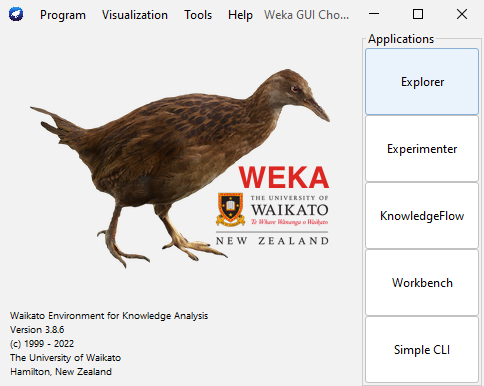 Program Visualization Tools Help Weka GUI Cho...
Applications
Explorer
Experimenter
KnowledgeFlow
Workbench
Simple CLI
WEKA
THE UNIVERSITY OF
WAIKATO
Te Whare Wānanga o Waikato
NEW ZEALAND
Waikato Environment for Knowledge Analysis
Version 3.8.6
(c) 1999 - 2022
The University of Waikato
Hamilton, New Zealand